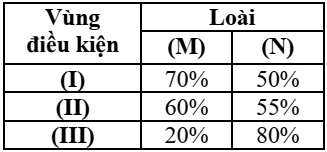 Vùng điều kiện Loài
(M) (N)
(I) 70% 50%
(II) 60% 55%
(III) 20% 80%